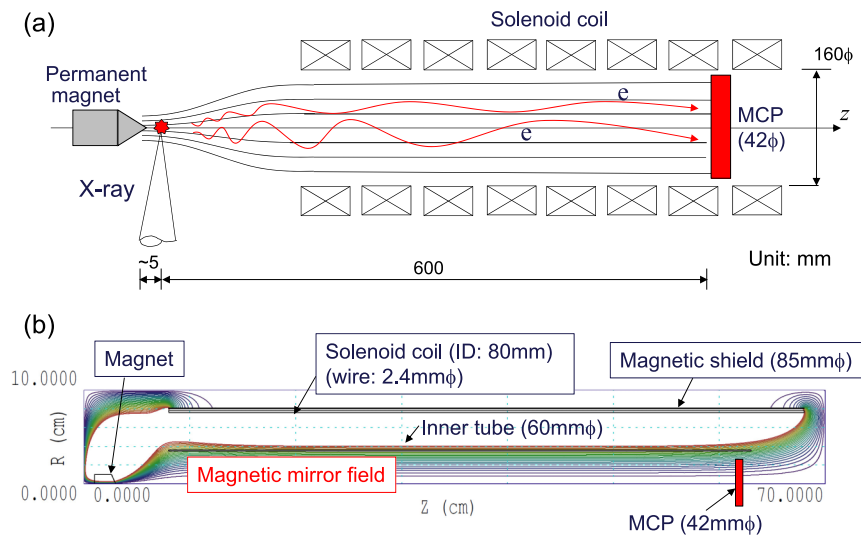 (a)
Solenoid coil
Permanent
magnet
160ϕ
e
e
z
MCP
(42ϕ)
X-ray
~5
600
Unit: mm
(b)
Magnet
Solenoid coil (ID: 80mm)
(wire: 2.4mmϕ)
Magnetic shield (85mmϕ)
10.0000
R (cm)
Inner tube (60mmϕ)
Magnetic mirror field
0.0000
0.0000
Z (cm)
70.0000
MCP (42mmϕ)